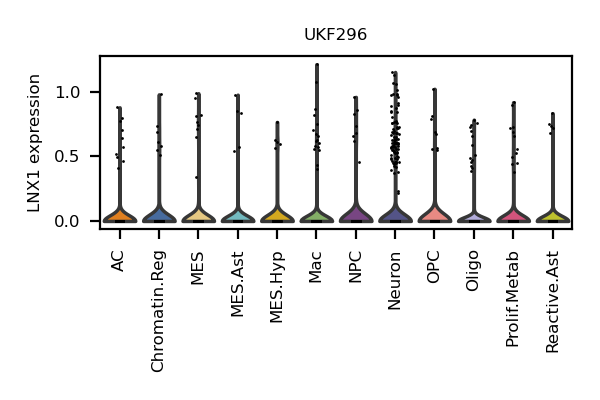 UKF296
LNX1 expression
1.0
0.5
0.0
AC
Chromatin.Reg
MES
MES.Ast
MES.Hyp
Mac
NPC
Neuron
OPC
Oligo
Prolif.Metab
Reactive.Ast